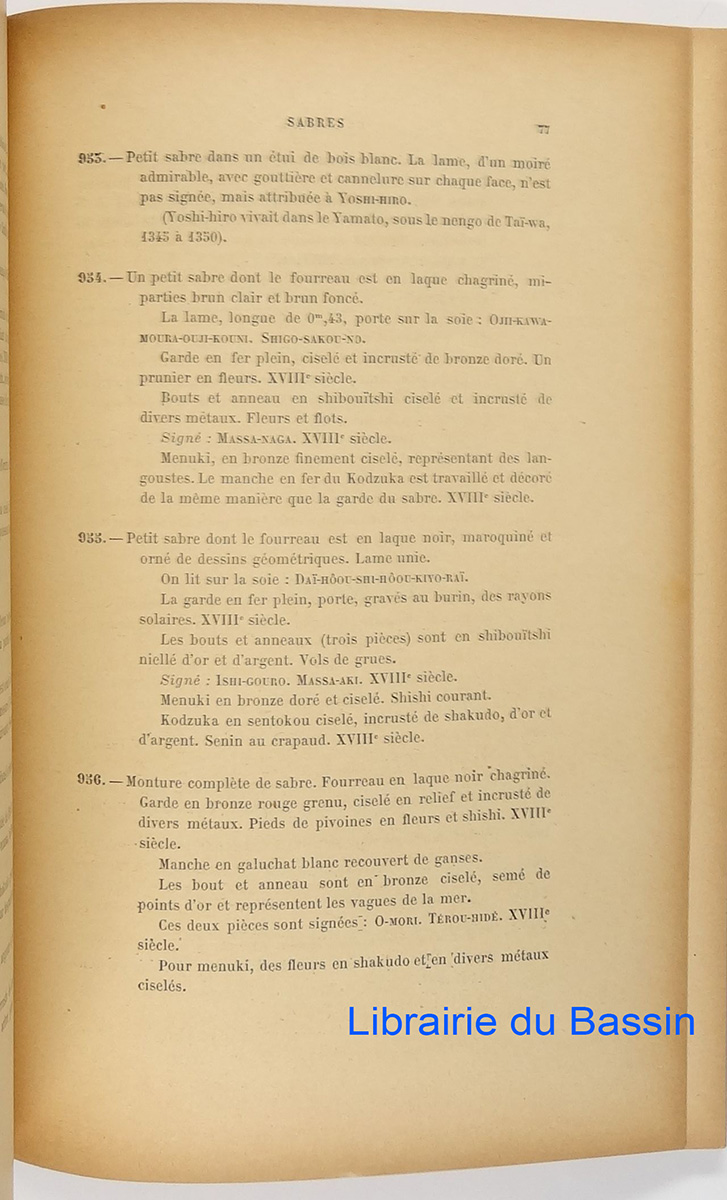 SABRES
77
953. — Petit sabre dans un étui de bois blanc. La lame, d'un moiré
admirable, avec gouttière et cannelure sur chaque face, n'est
pas signée, mais attribuée à YOSHI-HIRO.
(Yoshi-hiro vivait dans le Yamato, sous le nengo de Taï-wa,
1345 à 1350).
954. — Un petit sabre dont le fourreau est en laque chagriné, mi-
parties brun clair et brun foncé.
La lame, longue de 0m,43, porte sur la soie : OJII-KAWA-
MOURA-OUJI-KOUNI. SHIGO-SAKOU-NO.
Garde en fer plein, ciselé et incrusté de bronze doré. Un
prunier en fleurs. XVIIIe siècle.
Bouts et anneau en shibouïtshi ciselé et incrusté de
divers métaux. Fleurs et flots.
Signé : MASSA-NAGA. XVIIIe siècle.
Menuki, en bronze finement ciselé, représentant des lan-
goustes. Le manche en fer du Kodzuka est travaillé et décoré
de la même manière que la garde du sabre. XVIIIe siècle.
955. — Petit sabre dont le fourreau est en laque noir, maroquiné et
orné de dessins géométriques. Lame unie.
On lit sur la soie : DAÏ-HÔOU-SHI-HÔOU-KIYO-RAÏ.
La garde en fer plein, porte, gravés au burin, des rayons
solaires. XVIIIe siècle.
Les bouts et anneaux (trois pièces) sont en shibouïtshi
niellé d'or et d'argent. Vols de grues.
Signé : ISHI-GOURO. MASSA-AKI. XVIIIe siècle.
Menuki en bronze doré et ciselé. Shishi courant.
Kodzuka en sentokou ciselé, incrusté de shakudo, d'or et
d'argent. Senin au crapaud. XVIIIe siècle.
956. — Monture complète de sabre. Fourreau en laque noir chagriné.
Garde en bronze rouge grenu, ciselé en relief et incrusté de
divers métaux. Pieds de pivoines en fleurs et shishi. XVIIIe
siècle.
Manche en galuchat blanc recouvert de ganses.
Les bout et anneau sont en bronze ciselé, semé de
points d'or et représentent les vagues de la mer.
Ces deux pièces sont signées : O-MORI. TÉROU-HIDÉ. XVIIIe
siècle.
Pour menuki, des fleurs en shakudo et en divers métaux
ciselés.
Librairie du Bassin